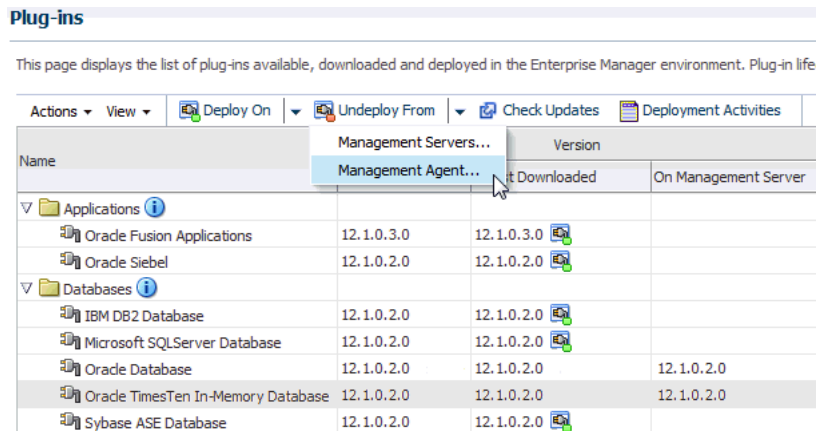 Plug-ins
This page displays the list of plug-ins available, downloaded and deployed in the Enterprise Manager environment. Plug-in life
Actions View Deploy On Undeploy From Check Updates Deployment Activities
Management Servers...
Management Agent...
Version
Name
Downloaded On Management Server
Applications
Oracle Fusion Applications 12.1.0.3.0 12.1.0.3.0
Oracle Siebel 12.1.0.2.0 12.1.0.2.0
Databases
IBM DB2 Database 12.1.0.2.0 12.1.0.2.0
Microsoft SQLServer Database 12.1.0.2.0 12.1.0.2.0
Oracle Database 12.1.0.2.0 12.1.0.2.0 12.1.0.2.0
Oracle TimesTen In-Memory Database 12.1.0.2.0 12.1.0.2.0 12.1.0.2.0
Sybase ASE Database 12.1.0.2.0 12.1.0.2.0